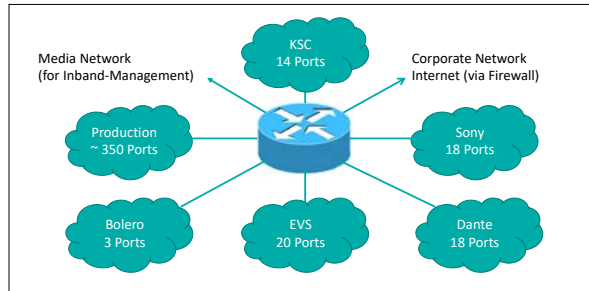 KSC
14 Ports
Media Network
(for Inband-Management)
Corporate Network
Internet (via Firewall)
Production
~ 350 Ports
Sony
18 Ports
Bolero
3 Ports
EVS
20 Ports
Dante
18 Ports